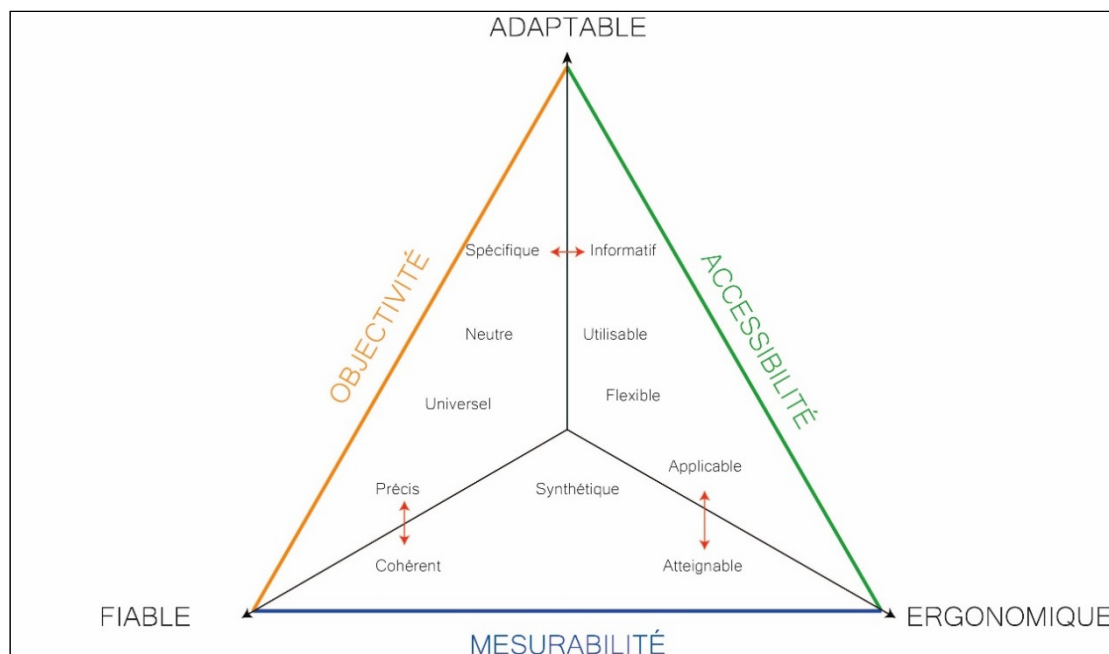 ADAPTABLE
OBJECTIVITÉ
ACCESSIBILITÉ
Spécifique
Informatif
Neutre
Utilisable
Universel
Flexible
Précis
Synthétique
Applicable
Cohérent
Atteignable
FIABLE
ERGONOMIQUE
MESURABILITÉ